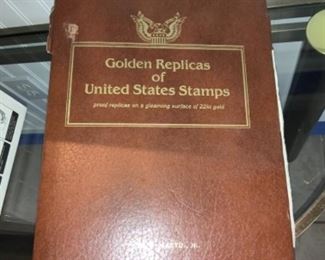 Golden Replicas
of
United States Stamps
proof replicas on a gleaming surface of 22kt gold